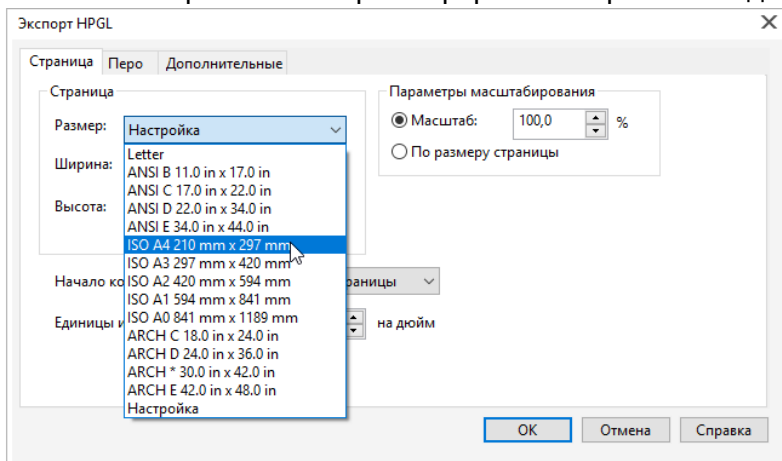 Экспорт HPGL
Страница Перо Дополнительные
Страница
Размер: Настройка
Ширина:
Высота:
Letter
ANSI B 11.0 in x 17.0 in
ANSI C 17.0 in x 22.0 in
ANSI D 22.0 in x 34.0 in
ANSI E 34.0 in x 44.0 in
ISO A4 210 mm x 297 mm
ISO A3 297 mm x 420 mm
ISO A2 420 mm x 594 mm
ISO A1 594 mm x 841 mm
ISO A0 841 mm x 1189 mm
ARCH C 18.0 in x 24.0 in
ARCH D 24.0 in x 36.0 in
ARCH * 30.0 in x 42.0 in
ARCH E 42.0 in x 48.0 in
Настройка
Параметры масштабирования
Масштаб: 100,0 %
По размеру страницы
Начало ко раницы
Единицы и на дюйм
ОК Отмена Справка